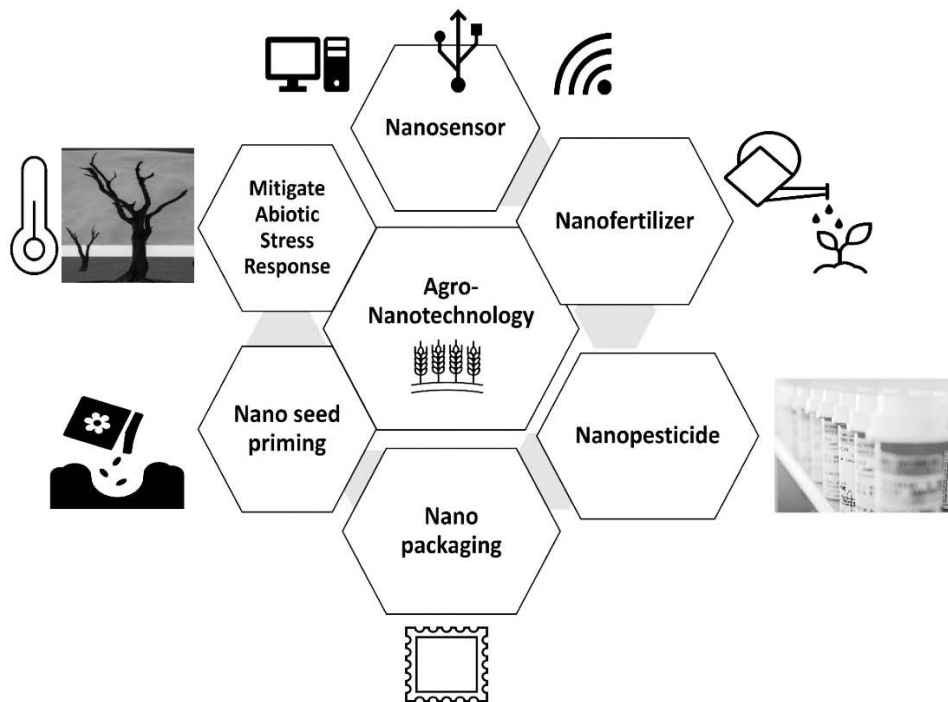 Nanosensor
Mitigate
Abiotic
Stress
Response
Nanofertilizer
Agro-
Nanotechnology
Nano seed
priming
Nanopesticide
Nano
packaging